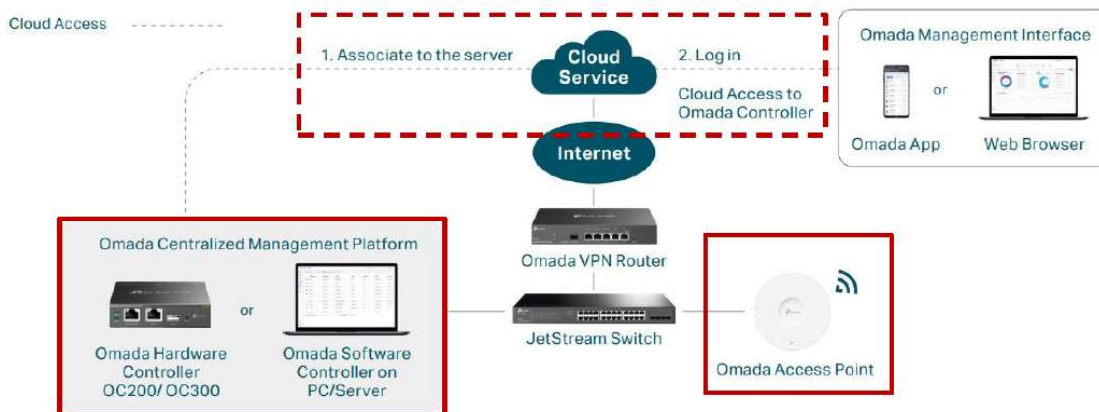 Cloud Access
1. Associate to the server
Cloud
Service
2. Log in
Cloud Access to
Omada Controller
Omada Management Interface
or
Omada App
Web Browser
Internet
Omada VPN Router
JetStream Switch
Omada Centralized Management Platform
or
Omada Hardware
Controller
OC200/ OC300
Omada Software
Controller on
PC/Server
Omada Access Point